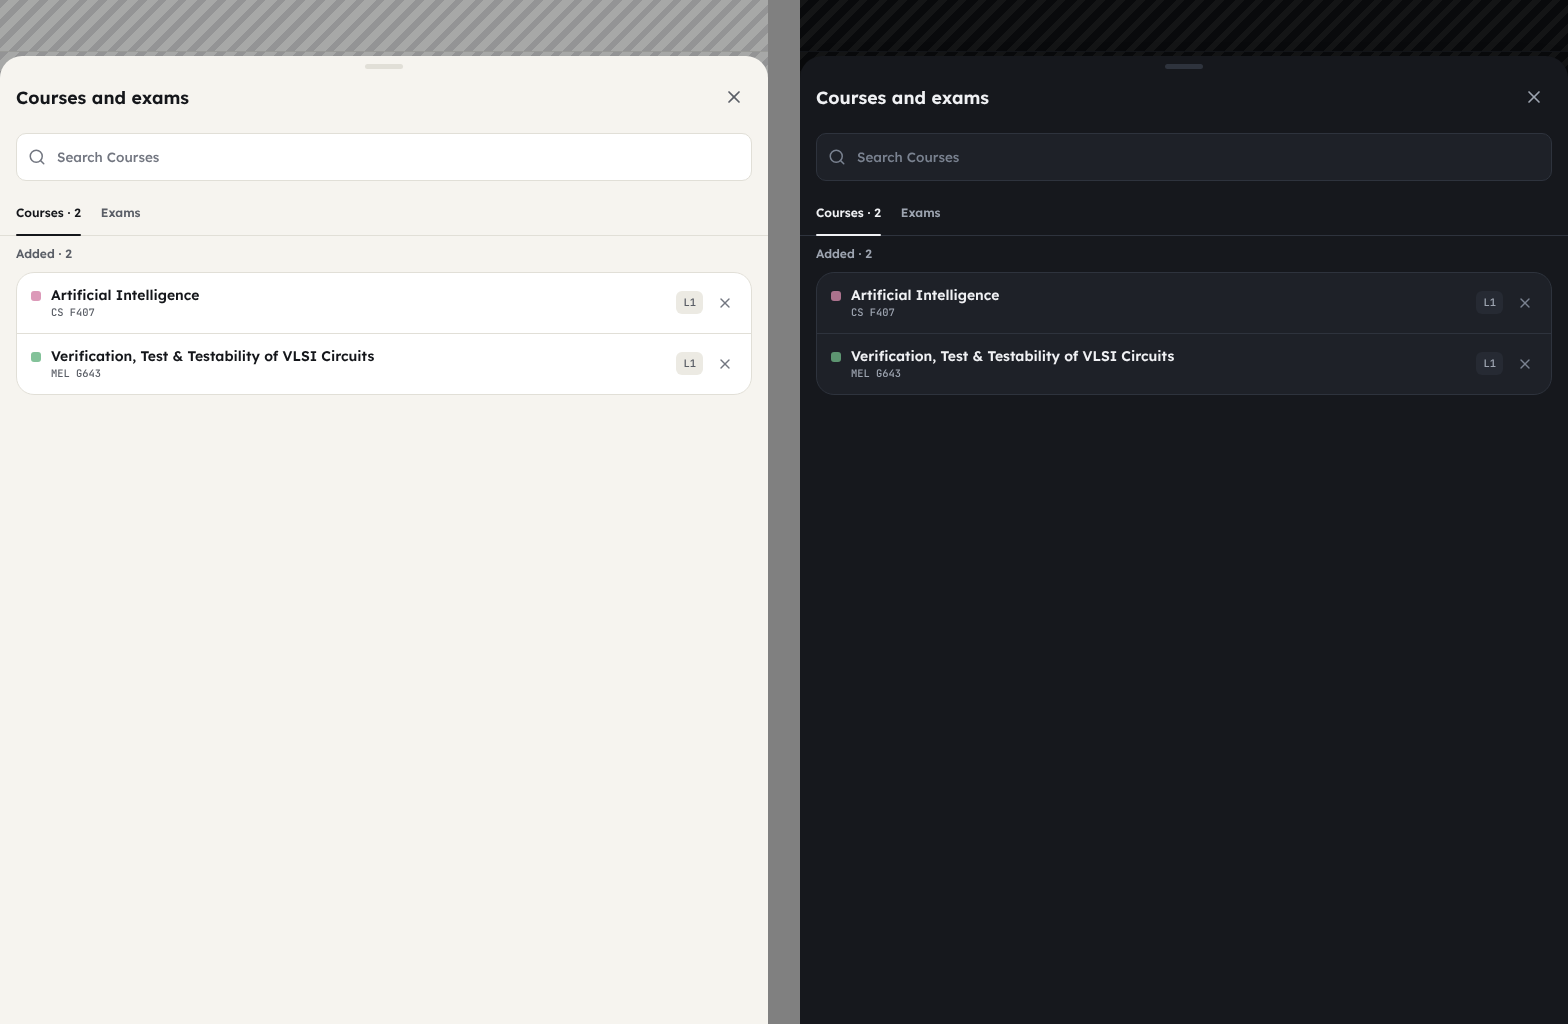 Courses and exams
Search Courses
Courses · 2 Exams
Added · 2
Artificial Intelligence
CS F407
L1
Verification, Test & Testability of VLSI Circuits
MEL G643
L1
Courses and exams
Search Courses
Courses · 2 Exams
Added · 2
Artificial Intelligence
CS F407
L1
Verification, Test & Testability of VLSI Circuits
MEL G643
L1